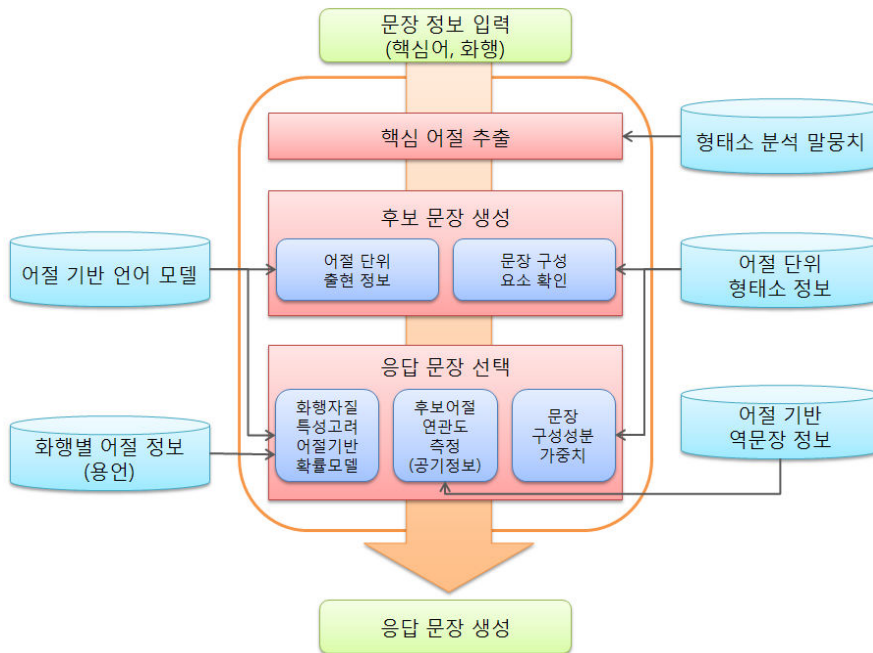 문장 정보 입력
(핵심어, 화행)
핵심 어절 추출
형태소 분석 말뭉치
후보 문장 생성
어절 단위
출현 정보
문장 구성
요소 확인
어절 기반 언어 모델
어절 단위
형태소 정보
응답 문장 선택
화행자질
특성고려
어절기반
확률모델
후보어절
연관도
측정
(공기정보)
문장
구성성분
가중치
화행별 어절 정보
(용언)
어절 기반
역문장 정보
응답 문장 생성